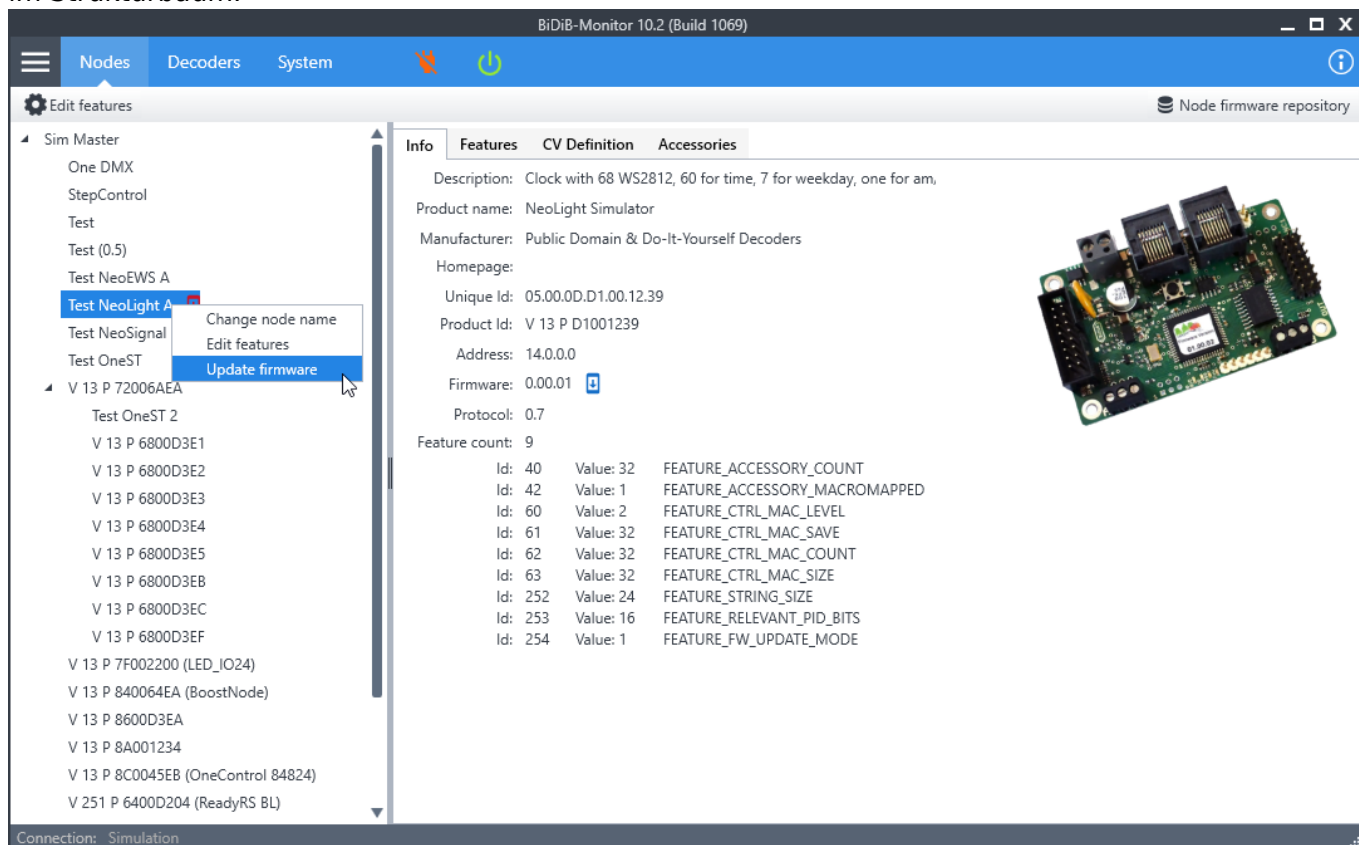 im Strukturbaum.
BiDiB-Monitor 10.2 (Build 1069)
Nodes Decoders System
Edit features Node firmware repository
Sim Master
One DMX
StepControl
Test
Test (0.5)
Test NeoEWS A
Test NeoLight A
Test NeoSignal
Test OneST
V 13 P 72006AEA
Test OneST 2
V 13 P 6800D3E1
V 13 P 6800D3E2
V 13 P 6800D3E3
V 13 P 6800D3E4
V 13 P 6800D3E5
V 13 P 6800D3EB
V 13 P 6800D3EC
V 13 P 6800D3EF
V 13 P 7F002200 (LED_IO24)
V 13 P 840064EA (BoostNode)
V 13 P 8600D3EA
V 13 P 8A001234
V 13 P 8C0045EB (OneControl 84824)
V 251 P 6400D204 (ReadyRS BL)
Change node name
Edit features
Update firmware
Info Features CV Definition Accessories
Description: Clock with 68 WS2812, 60 for time, 7 for weekday, one for am,
Product name: NeoLight Simulator
Manufacturer: Public Domain & Do-It-Yourself Decoders
Homepage:
Unique Id: 05.00.0D.D1.00.12.39
Product Id: V 13 P D1001239
Address: 14.0.0.0
Firmware: 0.00.01
Protocol: 0.7
Feature count: 9
Id: 40 Value: 32 FEATURE_ACCESSORY_COUNT
Id: 42 Value: 1 FEATURE_ACCESSORY_MACROMAPPED
Id: 60 Value: 2 FEATURE_CTRL_MAC_LEVEL
Id: 61 Value: 32 FEATURE_CTRL_MAC_SAVE
Id: 62 Value: 32 FEATURE_CTRL_MAC_COUNT
Id: 63 Value: 32 FEATURE_CTRL_MAC_SIZE
Id: 252 Value: 24 FEATURE_STRING_SIZE
Id: 253 Value: 16 FEATURE_RELEVANT_PID_BITS
Id: 254 Value: 1 FEATURE_FW_UPDATE_MODE
01.00.02
Connection: Simulation